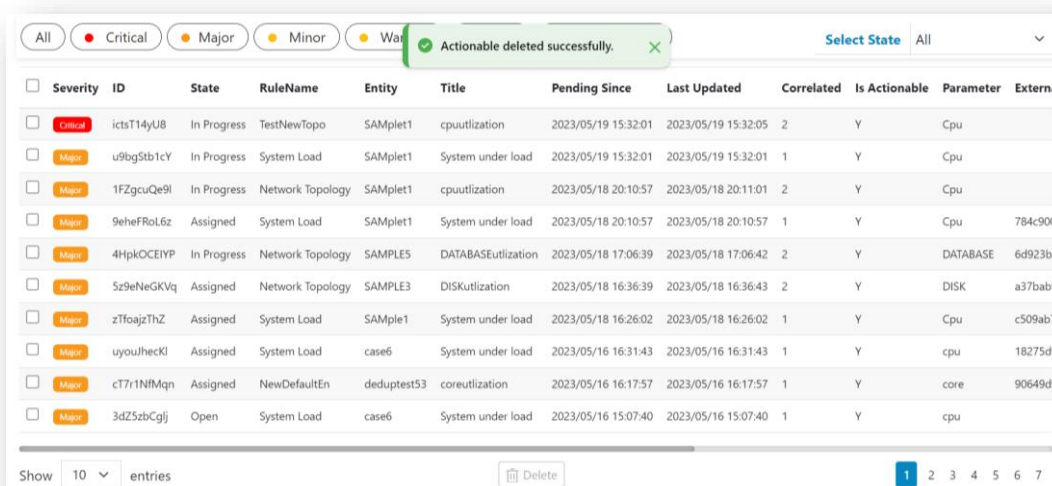 All Critical Major Minor War
Actionable deleted successfully.
Select State All
Severity ID State RuleName Entity Title Pending Since Last Updated Correlated Is Actionable Parameter Extern
Critical ictsT14yU8 In Progress TestNewTopo SAMplet1 cpuutlization 2023/05/19 15:32:01 2023/05/19 15:32:05 2 Y Cpu
Major u9bgStb1cY In Progress System Load SAMplet1 System under load 2023/05/19 15:32:01 2023/05/19 15:32:01 1 Y Cpu
Major 1FZgcuQe9l In Progress Network Topology SAMplet1 cpuutlization 2023/05/18 20:10:57 2023/05/18 20:11:01 2 Y Cpu
Major 9eheFRoL6z Assigned System Load SAMplet1 System under load 2023/05/18 20:10:57 2023/05/18 20:10:57 1 Y Cpu 784c900
Major 4HpkOCEIYP In Progress Network Topology SAMPLE5 DATABASEutlization 2023/05/18 17:06:39 2023/05/18 17:06:42 2 Y DATABASE 6d923b
Major 5z9eNeGKVq Assigned Network Topology SAMPLE3 DISKutlization 2023/05/18 16:36:39 2023/05/18 16:36:43 2 Y DISK a37bab
Major zTfoajzThZ Assigned System Load SAMple1 System under load 2023/05/18 16:26:02 2023/05/18 16:26:02 1 Y Cpu c509ab
Major uyouJhecKl Assigned System Load case6 System under load 2023/05/16 16:31:43 2023/05/16 16:31:43 1 Y cpu 18275d
Major cT7r1NfMqn Assigned NewDefaultEn deduptest53 coreutlization 2023/05/16 16:17:57 2023/05/16 16:17:57 1 Y core 90649d
Major 3dZ5zbCglj Open System Load case6 System under load 2023/05/16 15:07:40 2023/05/16 15:07:40 1 Y cpu
Show 10 entries Delete 1 2 3 4 5 6 7